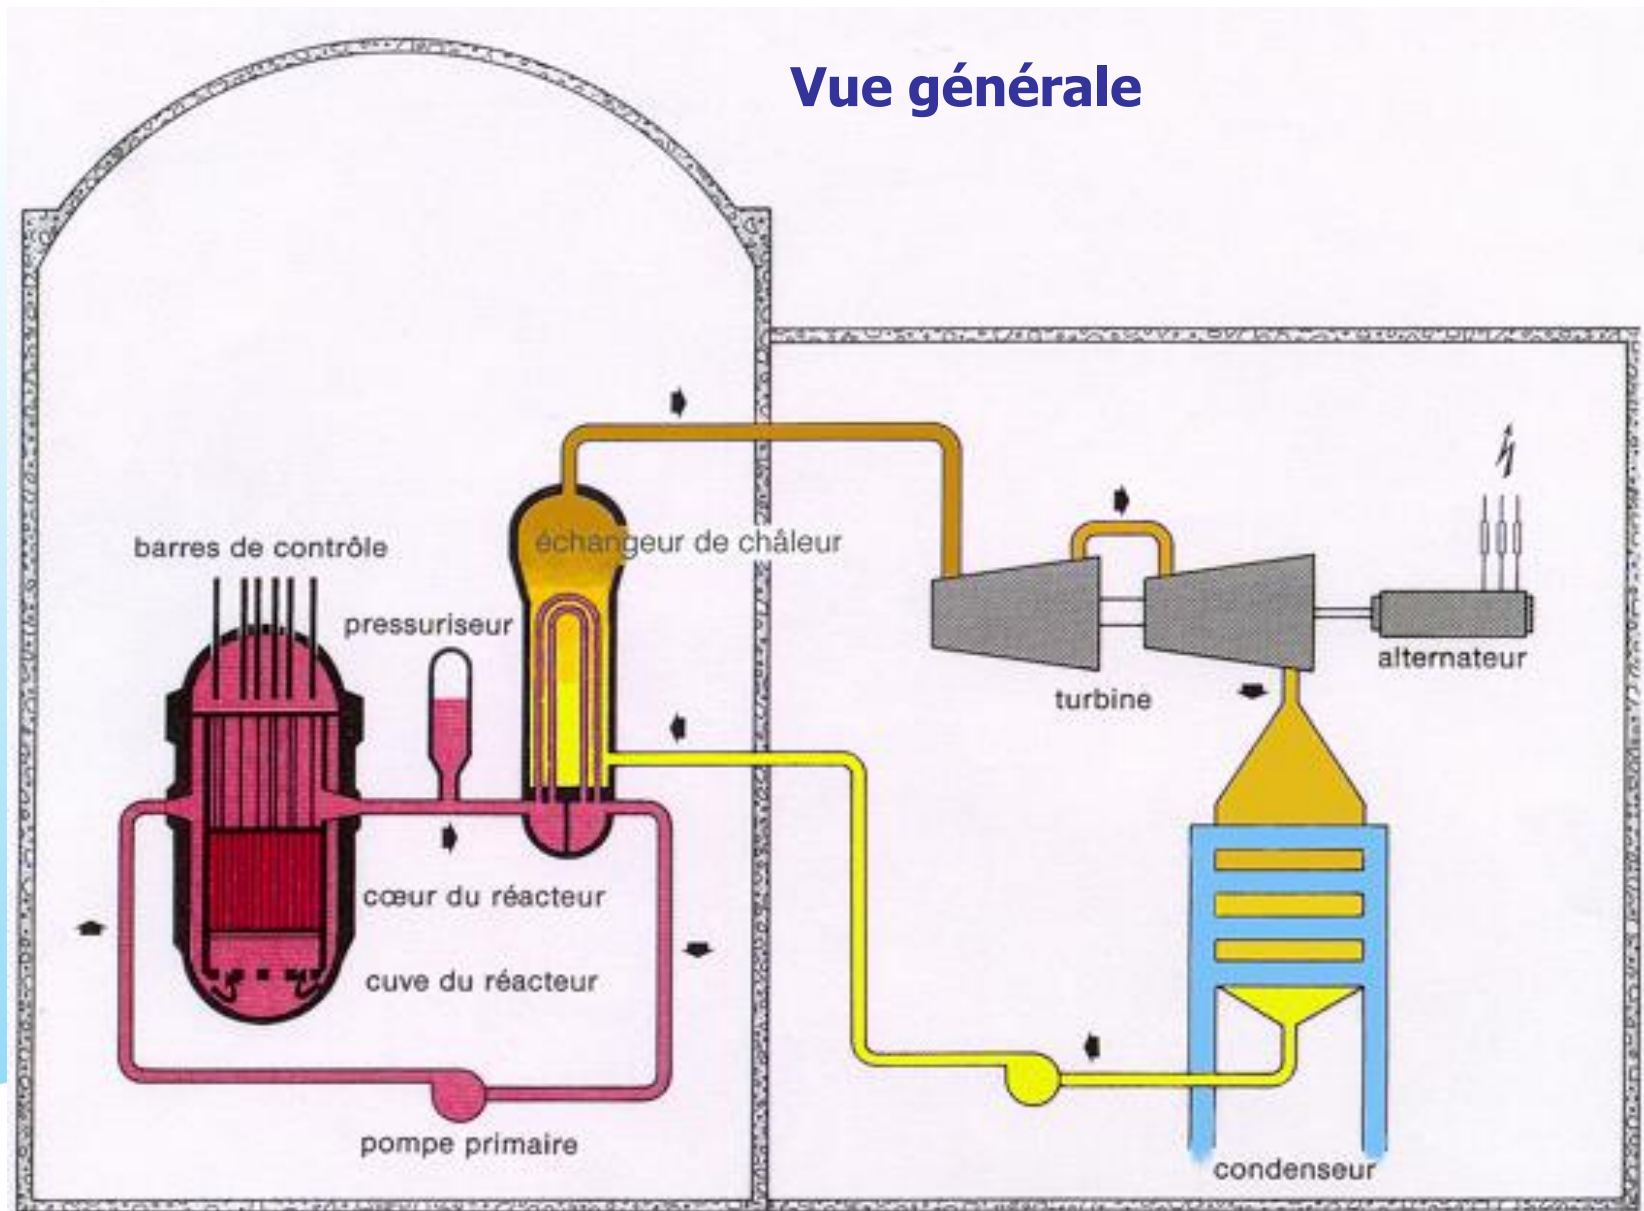 Vue générale
échangeur de châleur
barres de contrôle
pressuriseur
alternateur
turbine
cœur du réacteur
cuve du réacteur
pompe primaire
condenseur